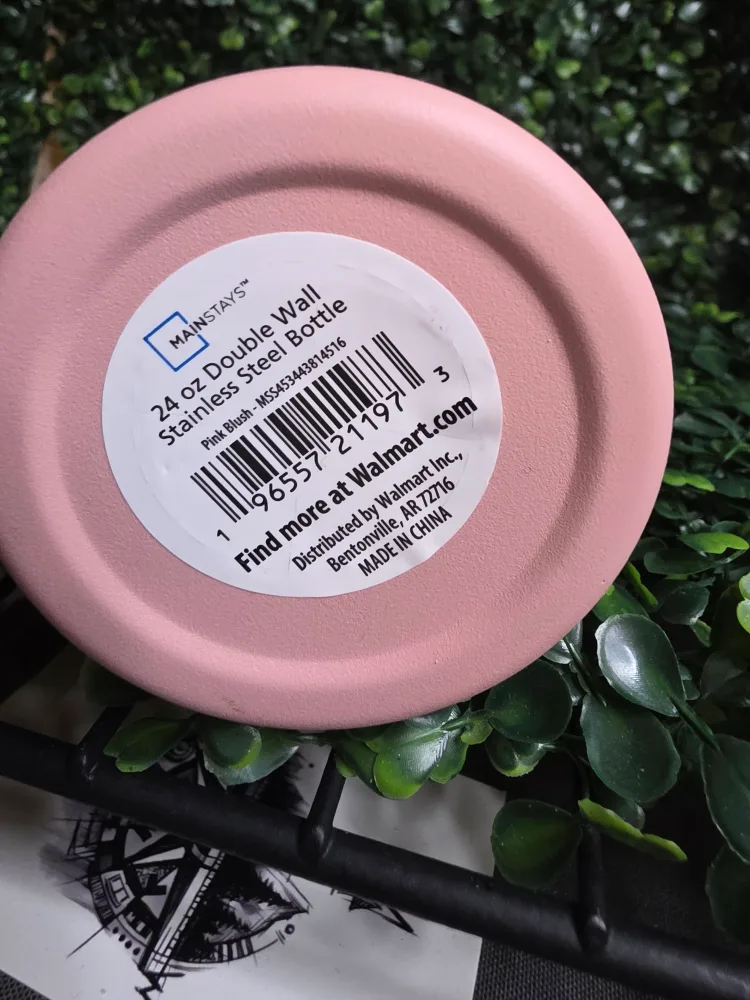 MAINSTAYS™
24 oz Double Wall
Stainless Steel Bottle
Pink Blush - MSS453443814516
1 96557 21197 3
Find more at Walmart.com
Distributed by Walmart Inc.,
Bentonville, AR 72716
MADE IN CHINA